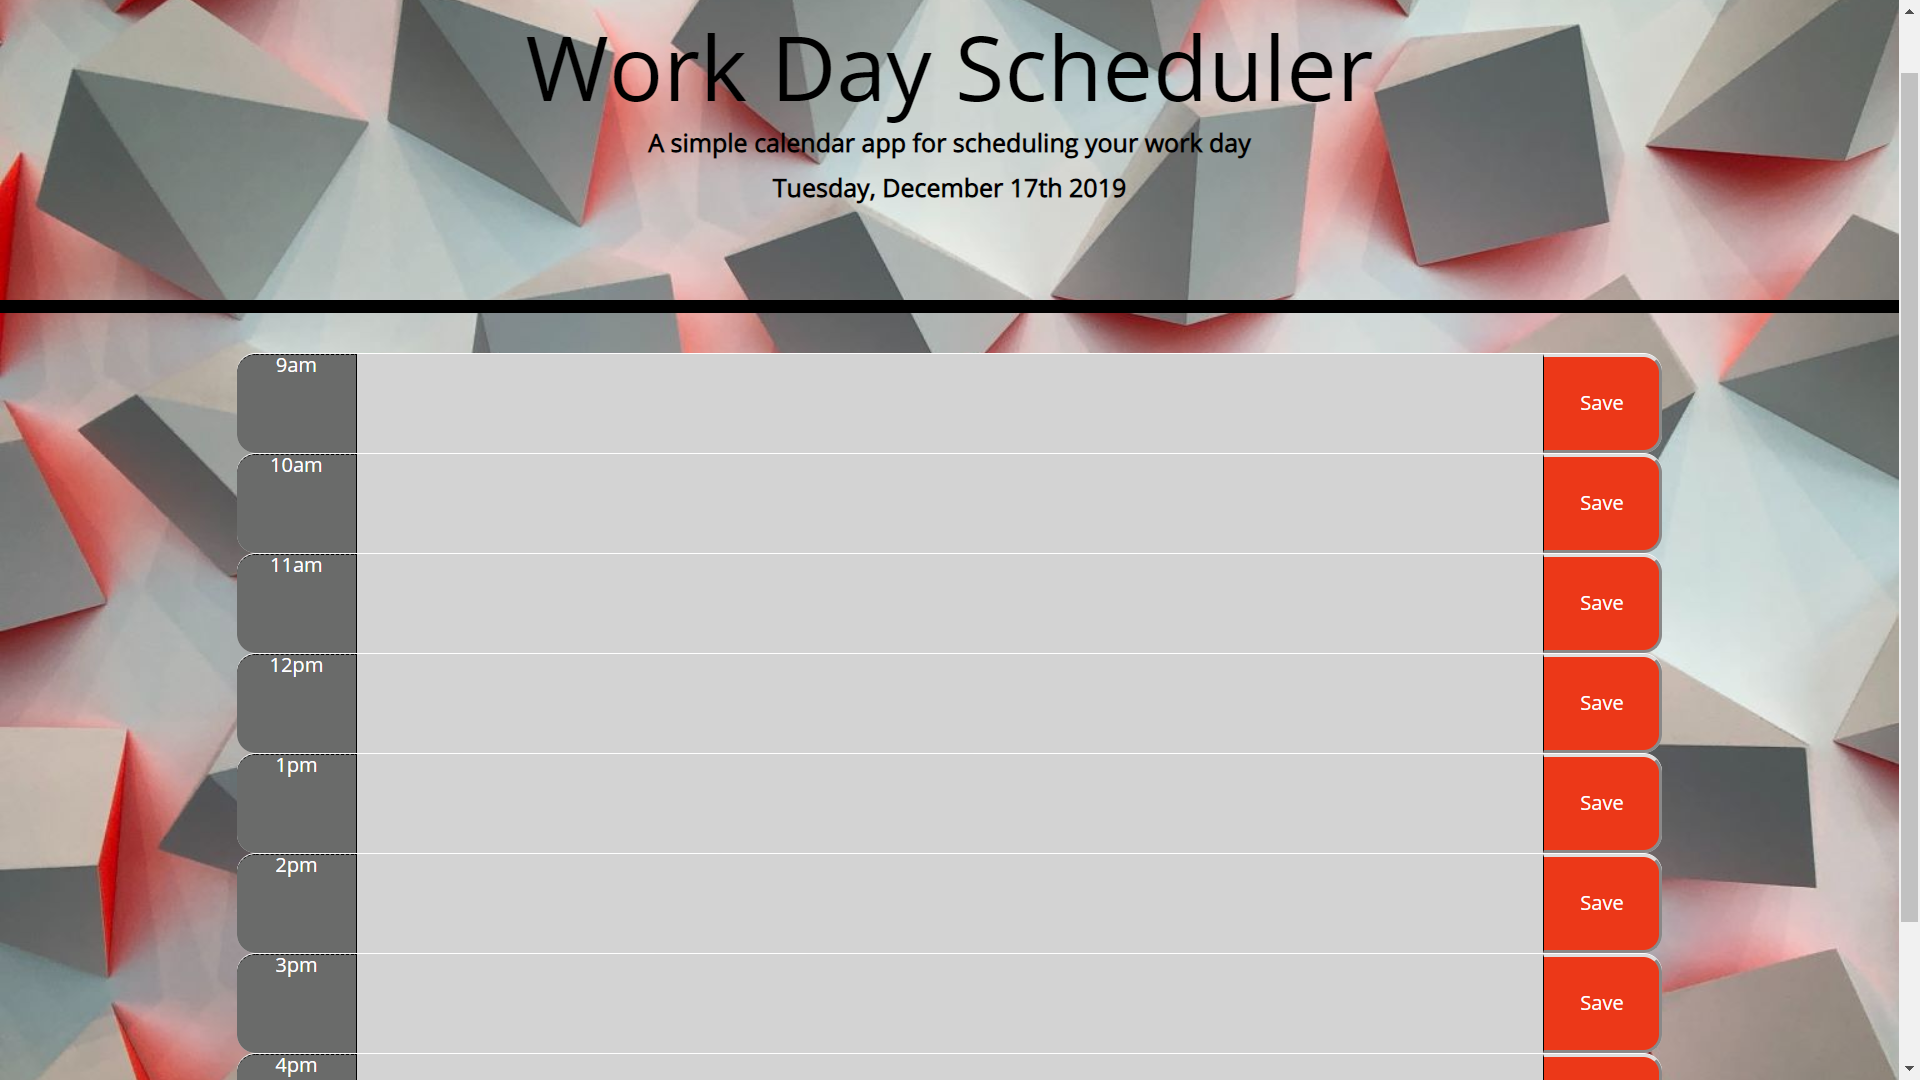 Work Day Scheduler
A simple calendar app for scheduling your work day
Tuesday, December 17th 2019
9am
Save
10am
Save
11am
Save
12pm
Save
1pm
Save
2pm
Save
3pm
Save
4pm